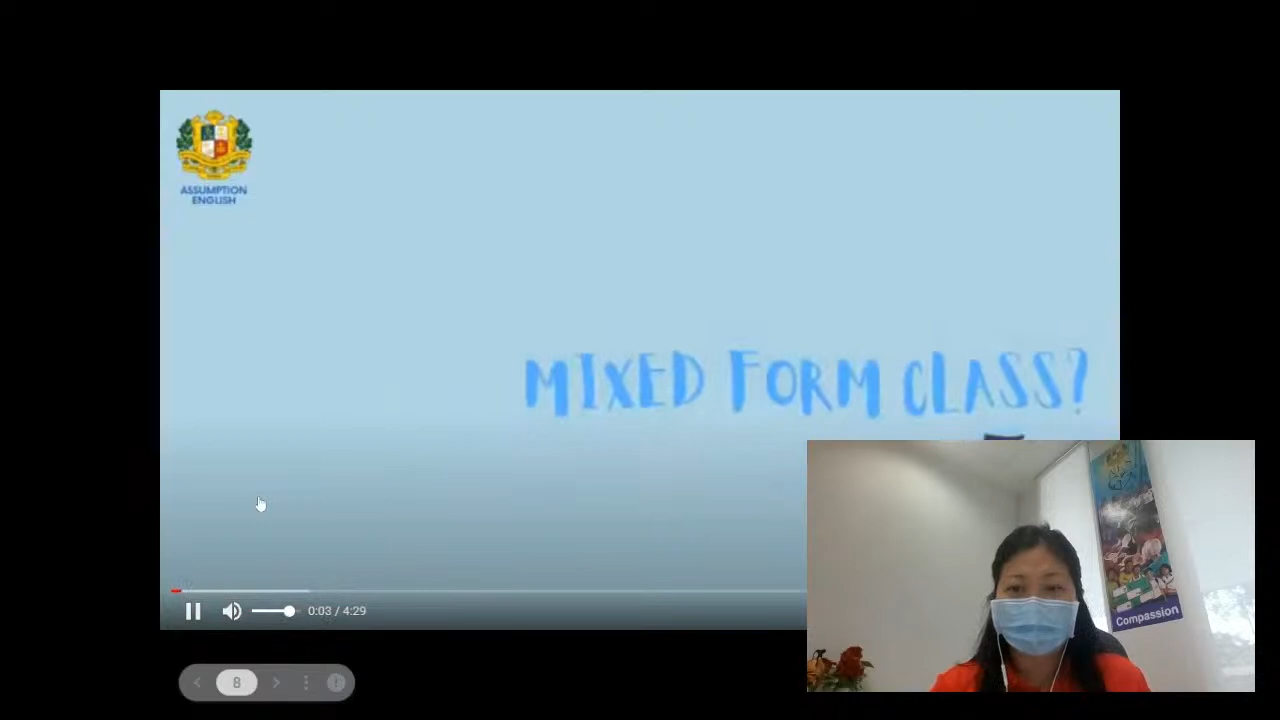 ASSUMPTION
ENGLISH
MIXED FORM CLASS?
0:03 / 4:29
8
Compassion